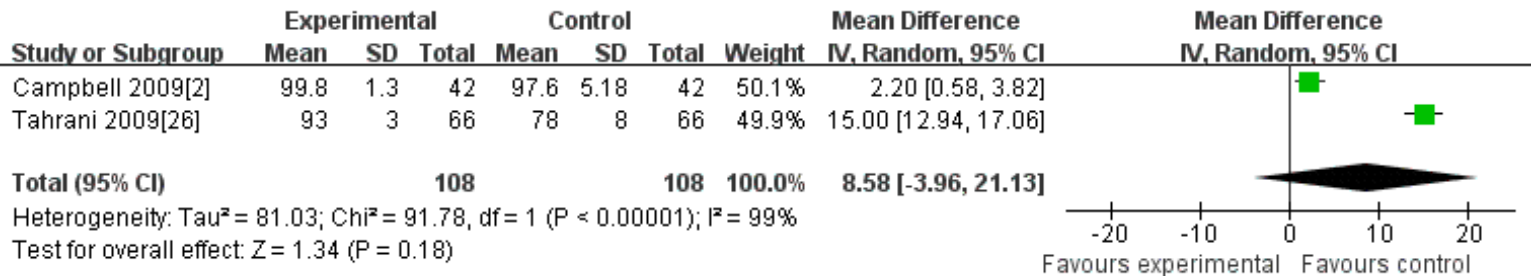 Experimental Control Mean Difference Mean Difference
Study or Subgroup Mean SD Total Mean SD Total Weight IV, Random, 95% CI IV, Random, 95% CI
Campbell 2009[2] 99.8 1.3 42 97.6 5.18 42 50.1% 2.20 [0.58, 3.82]
Tahrani 2009[26] 93 3 66 78 8 66 49.9% 15.00 [12.94, 17.06]
Total (95% CI) 108 108 100.0% 8.58 [-3.96, 21.13]
Heterogeneity: Tau² = 81.03; Chi² = 91.78, df = 1 (P < 0.00001); I² = 99%
Test for overall effect: Z = 1.34 (P = 0.18)
-20 -10 0 10 20
Favours experimental Favours control